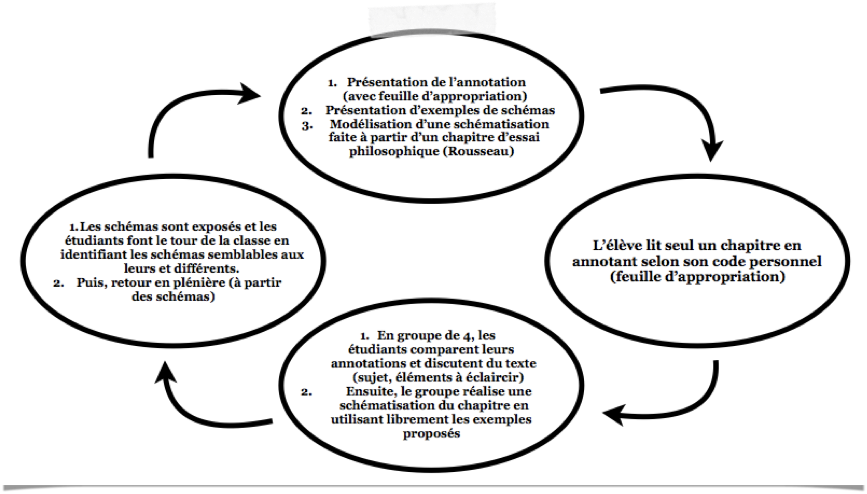 1. Présentation de l'annotation
(avec feuille d'appropriation)
2. Présentation d'exemples de schémas
3. Modélisation d'une schématisation
faite à partir d'un chapitre d'essai
philosophique (Rousseau)
L'élève lit seul un chapitre en
annotant selon son code personnel
(feuille d'appropriation)
1. En groupe de 4, les
étudiants comparent leurs
annotations et discutent du texte
(sujet, éléments à éclaircir)
2. Ensuite, le groupe réalise une
schématisation du chapitre en
utilisant librement les exemples
proposés
1.Les schémas sont exposés et les
étudiants font le tour de la classe en
identifiant les schémas semblables aux
leurs et différents.
2. Puis, retour en plénière (à partir
des schémas)